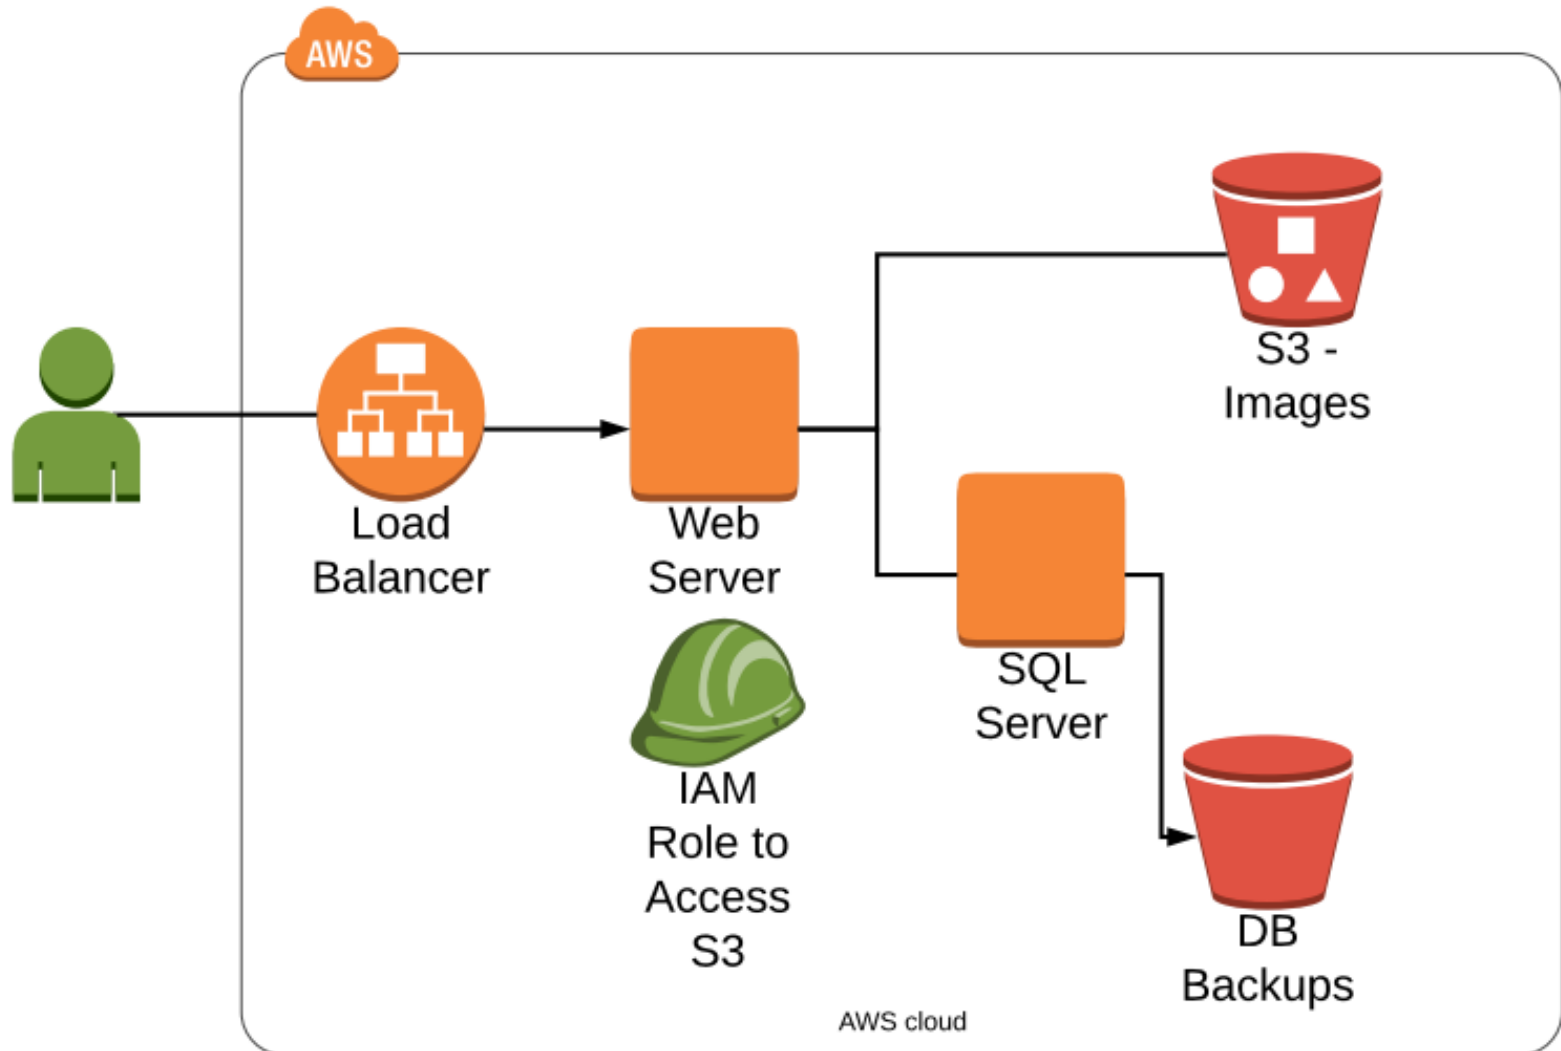 AWS
S3 -
Images
Load
Balancer
Web
Server
SQL
Server
IAM
Role to
Access
S3
DB
Backups
AWS cloud